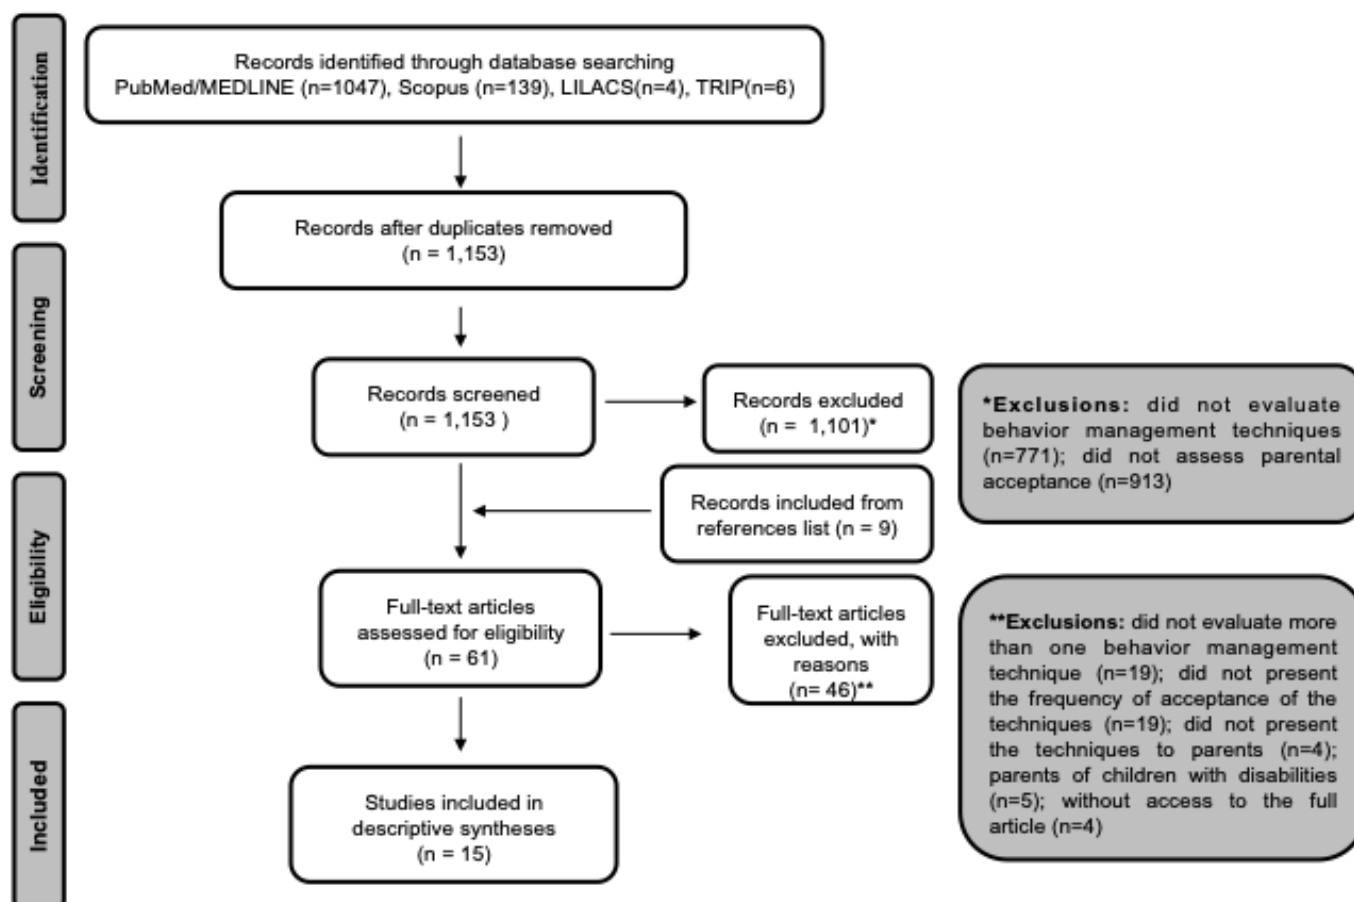 Identification
Records identified through database searching
PubMed/MEDLINE (n=1047), Scopus (n=139), LILACS(n=4), TRIP(n=6)
Records after duplicates removed
(n = 1,153)
Screening
Records screened
(n = 1,153 )
Records excluded
(n =  1,101)*
*Exclusions: did not evaluate
behavior management techniques
(n=771); did not assess parental
acceptance (n=913)
Records included from
references list (n = 9)
Eligibility
Full-text articles
assessed for eligibility
(n = 61)
Full-text articles
excluded, with
reasons
(n= 46)**
**Exclusions: did not evaluate more
than one behavior management
technique (n=19); did not present
the frequency of acceptance of the
techniques (n=19); did not present
the techniques to parents (n=4);
parents of children with disabilities
(n=5); without access to the full
article (n=4)
Included
Studies included in
descriptive syntheses
(n = 15)